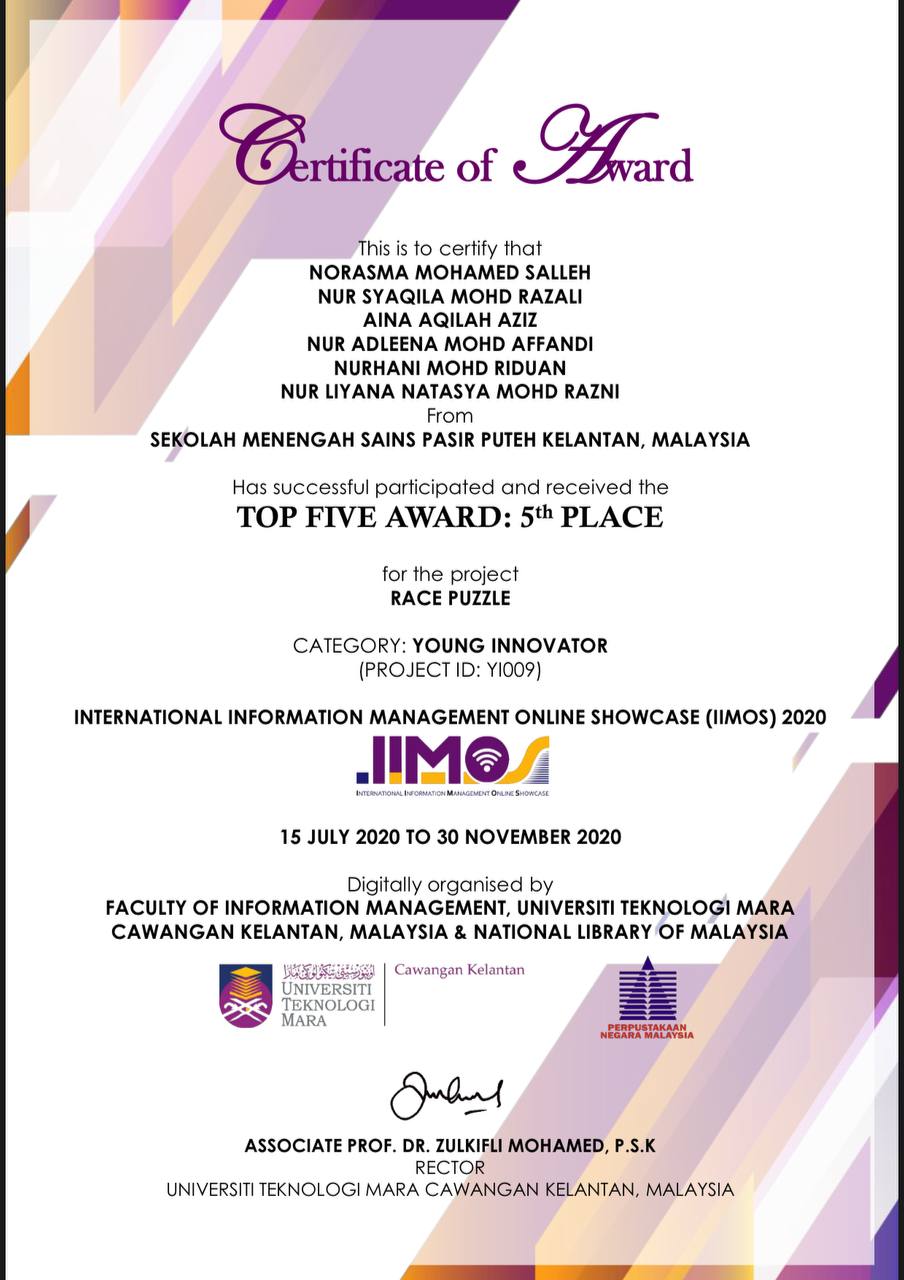 Certificate of Award
This is to certify that
NORASMA MOHAMED SALLEH
NUR SYAQILA MOHD RAZALI
AINA AQILAH AZIZ
NUR ADLEENA MOHD AFFANDI
NURHANI MOHD RIDUAN
NUR LIYANA NATASYA MOHD RAZNI
From
SEKOLAH MENENGAH SAINS PASIR PUTEH KELANTAN, MALAYSIA
Has successful participated and received the
TOP FIVE AWARD: 5th PLACE
for the project
RACE PUZZLE
CATEGORY: YOUNG INNOVATOR
(PROJECT ID: YI009)
INTERNATIONAL INFORMATION MANAGEMENT ONLINE SHOWCASE (IIMOS) 2020
.IIMOS
INTERNATIONAL INFORMATION MANAGEMENT ONLINE SHOWCASE
15 JULY 2020 TO 30 NOVEMBER 2020
Digitally organised by
FACULTY OF INFORMATION MANAGEMENT, UNIVERSITI TEKNOLOGI MARA
CAWANGAN KELANTAN, MALAYSIA & NATIONAL LIBRARY OF MALAYSIA
UNIVERSITI
TEKNOLOGI
MARA
Cawangan Kelantan
PERPUSTAKAAN
NEGARA MALAYSIA
ASSOCIATE PROF. DR. ZULKIFLI MOHAMED, P.S.K
RECTOR
UNIVERSITI TEKNOLOGI MARA CAWANGAN KELANTAN, MALAYSIA